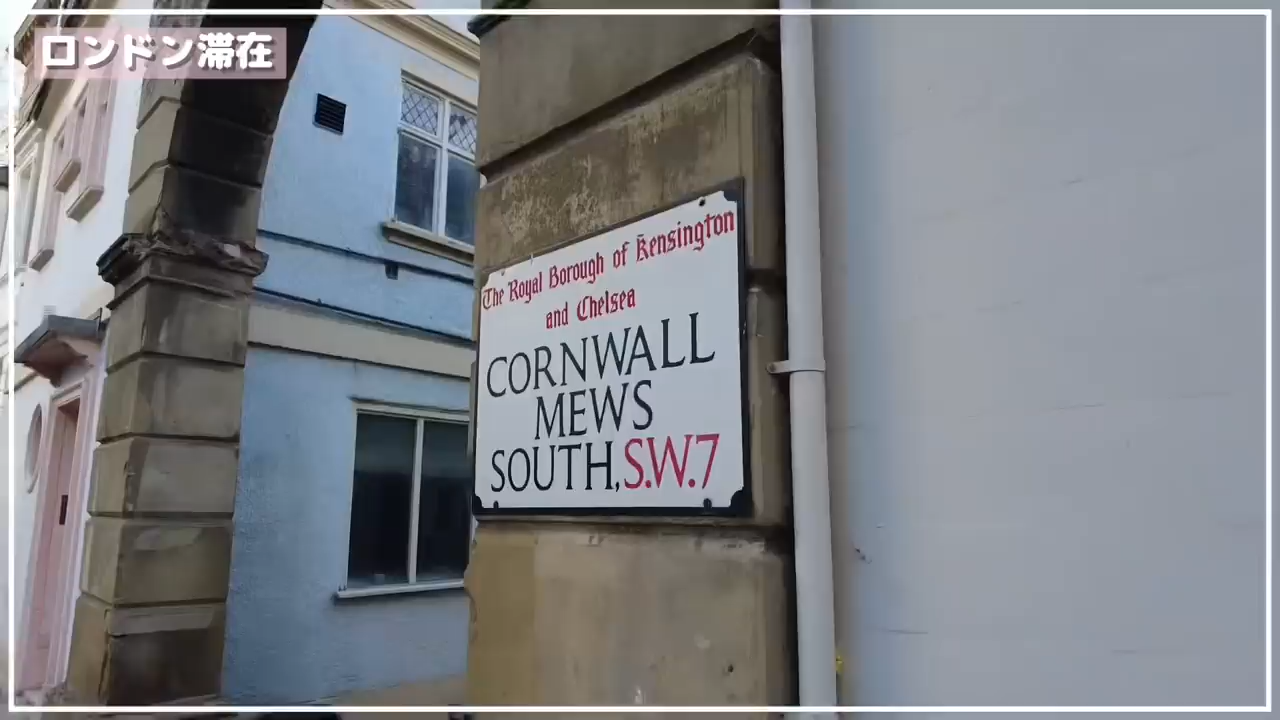 ロンドン滞在
The Royal Borough of Kensington
and Chelsea
CORNWALL
MEWS
SOUTH, S.W.7